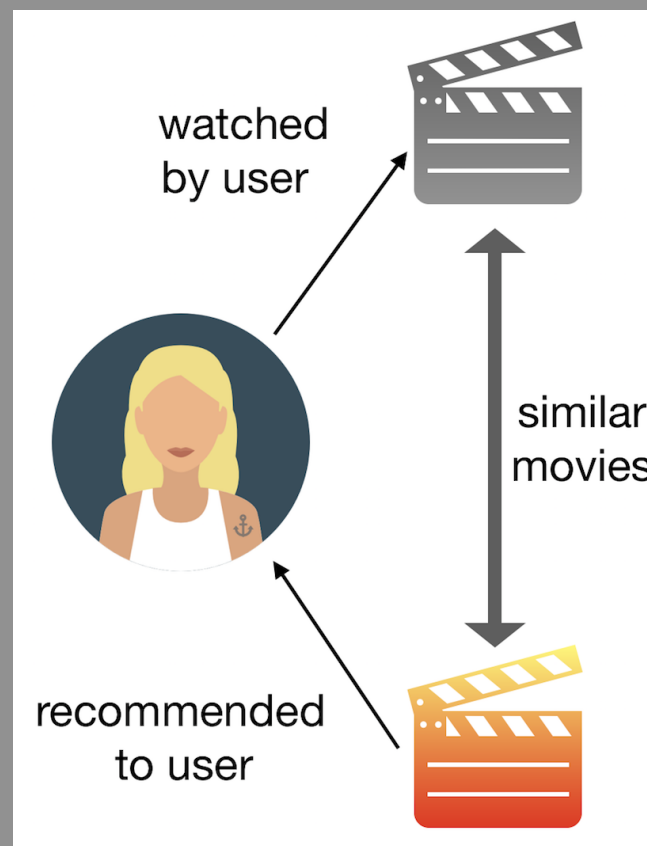 watched
by user
similar
movies
recommended
to user